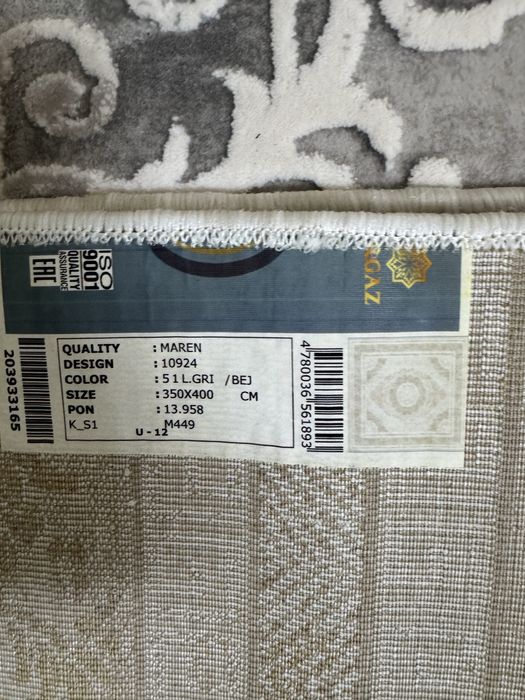 ISO
9001
QUALITY
ASSURANCE
EAC
GAZ
QUALITY : MAREN
DESIGN : 10924
COLOR : 51L.GRI /BEJ
SIZE : 350X400 CM
PON : 13.958
K_S1 M449
U - 12
203933165
4780036561893